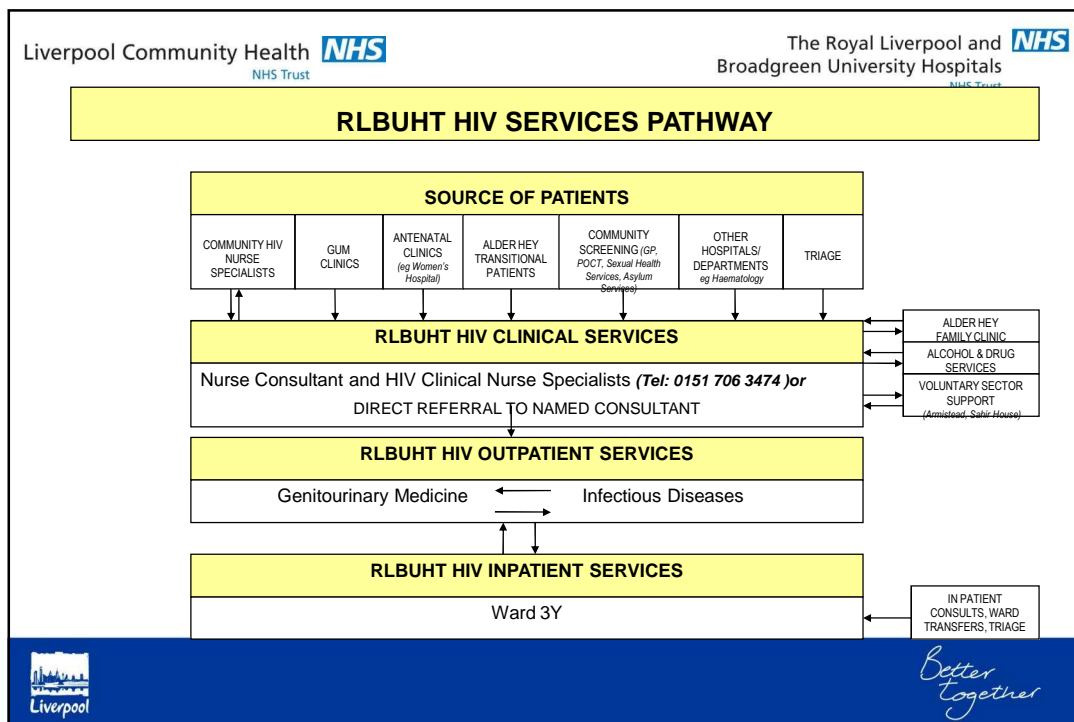 Liverpool Community Health NHS
NHS Trust
The Royal Liverpool and NHS
Broadgreen University Hospitals
NHS Trust
RLBUHT HIV SERVICES PATHWAY
SOURCE OF PATIENTS
COMMUNITY HIV
NURSE
SPECIALISTS
GUM
CLINICS
ANTENATAL
CLINICS
(eg Women's
Hospital)
ALDER HEY
TRANSITIONAL
PATIENTS
COMMUNITY
SCREENING (GP,
POCT, Sexual Health
Services, Asylum
Services)
OTHER
HOSPITALS/
DEPARTMENTS
eg Haematology
TRIAGE
RLBUHT HIV CLINICAL SERVICES
Nurse Consultant and HIV Clinical Nurse Specialists (Tel: 0151 706 3474 )or
DIRECT REFERRAL TO NAMED CONSULTANT
ALDER HEY
FAMILY CLINIC
ALCOHOL & DRUG
SERVICES
VOLUNTARY SECTOR
SUPPORT
(Armistead, Sahir House)
RLBUHT HIV OUTPATIENT SERVICES
Genitourinary Medicine Infectious Diseases
RLBUHT HIV INPATIENT SERVICES
Ward 3Y
IN PATIENT
CONSULTS, WARD
TRANSFERS, TRIAGE
Liverpool
Better
Together